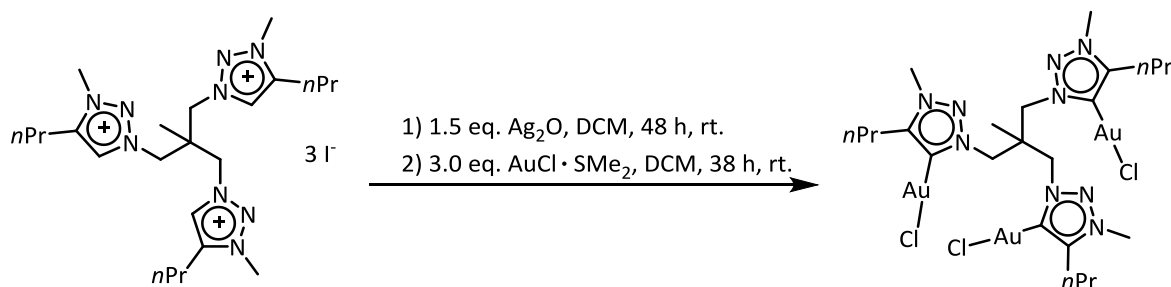 N
N
N
+
nPr
N
N
N
+
nPr
N
N
N
+
nPr
3 I⁻
1) 1.5 eq. Ag₂O, DCM, 48 h, rt.
2) 3.0 eq. AuCl · SMe₂, DCM, 38 h, rt.
N
N
N
nPr
Au
Cl
N
N
N
nPr
Au
Cl
N
N
N
Cl
Au
nPr